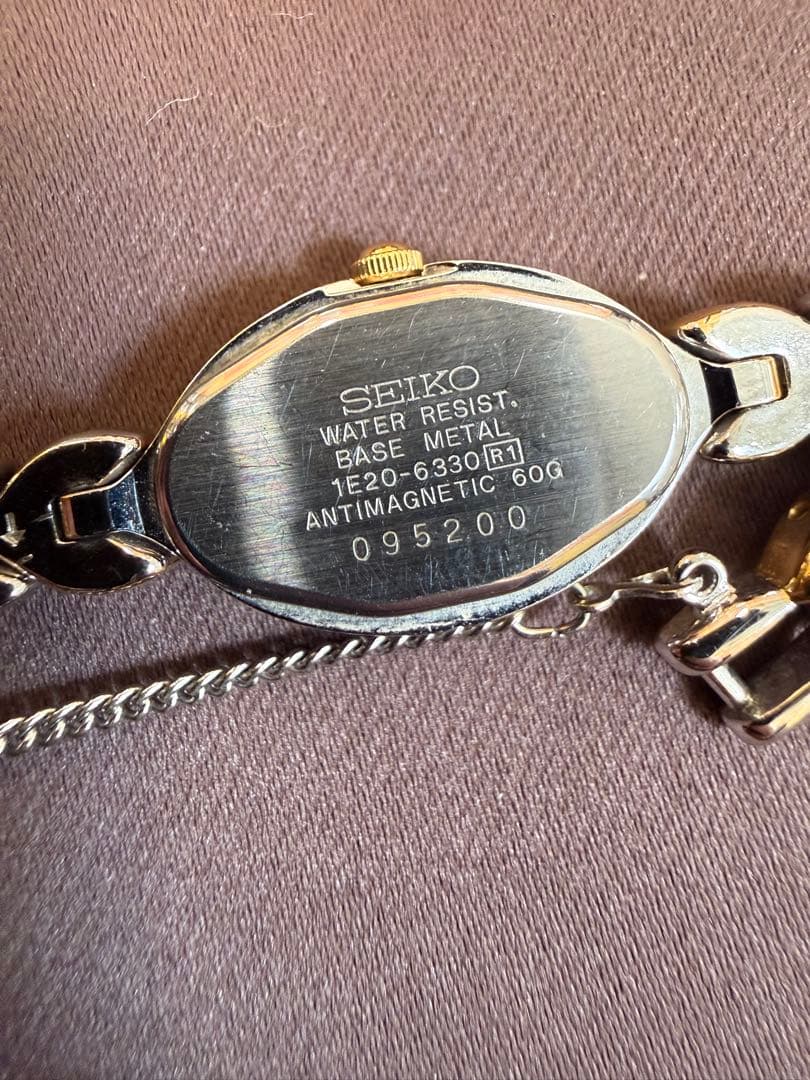 SEIKO
WATER RESIST.
BASE METAL
1E20-6330 R1
ANTIMAGNETIC 60G
095200